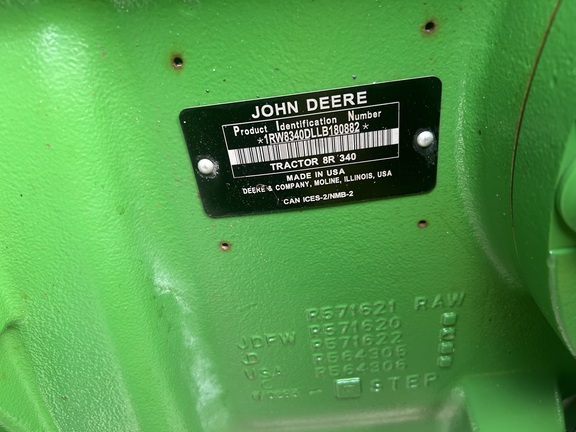 JOHN DEERE
Product Identification Number
*1RW8340DLLB180882*
TRACTOR 8R 340
MADE IN USA
DEERE & COMPANY, MOLINE, ILLINOIS, USA
CAN ICES-2/NMB-2
R571621 RAW
JDFW R571620
R571622
USA R564306
STEP